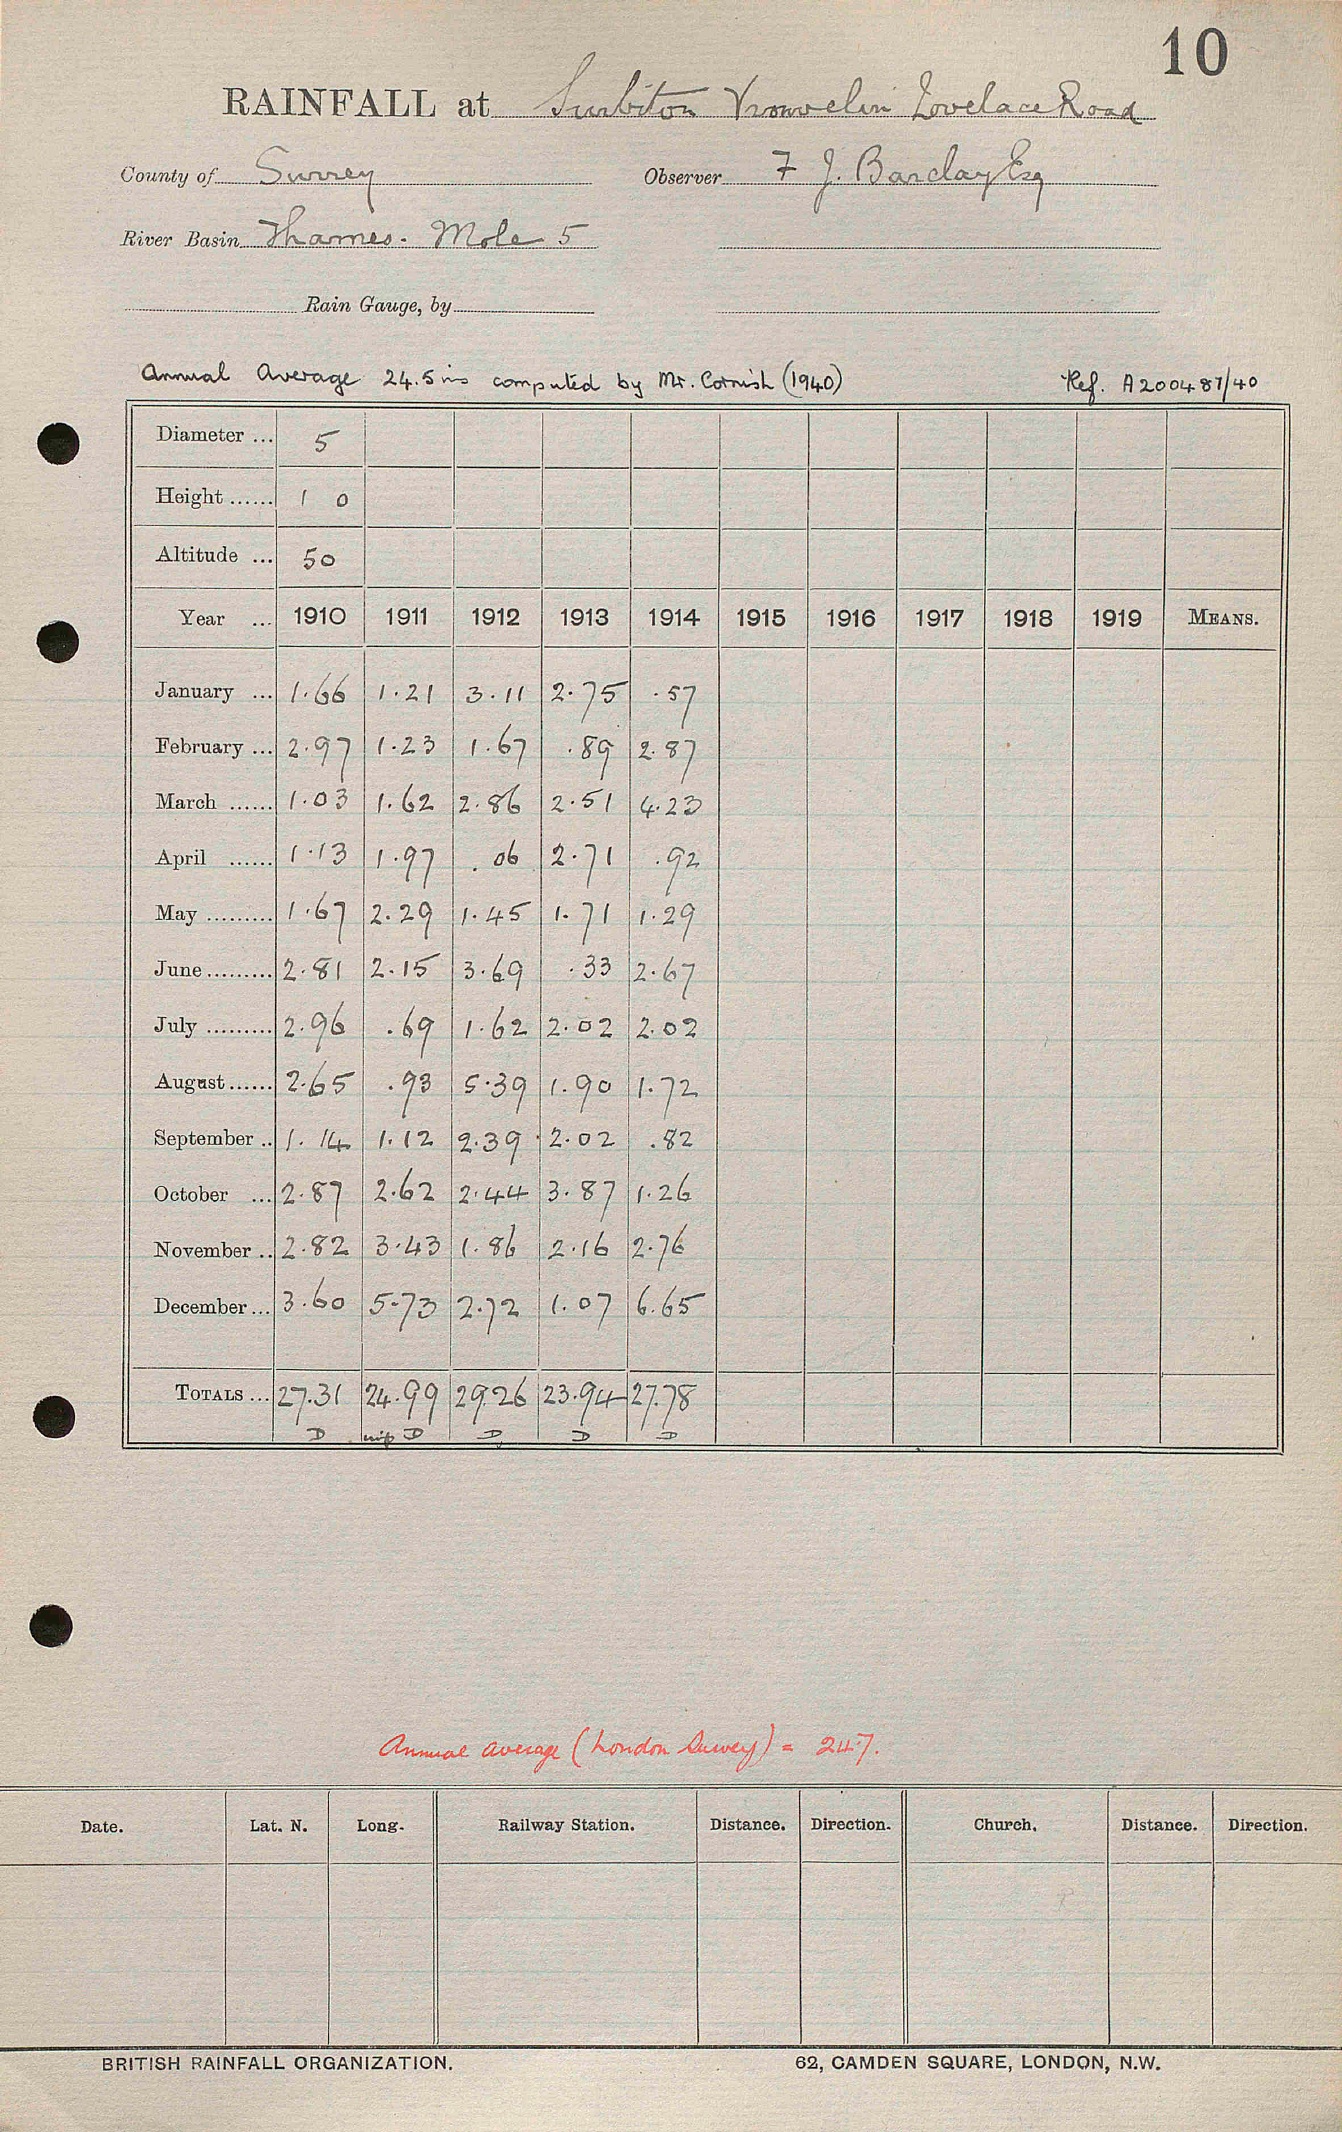 10
RAINFALL at Surbiton Lovelace Road
County of Surrey Observer F J. Barclay Esq
River Basin Thames. Mole 5
Rain Gauge, by
Annual Average 24.5 ins computed by Mr. Cornish (1940) Ref. A200487/40
Diameter ... 5
Height ...... 1 0
Altitude ... 50
Year ... 1910 1911 1912 1913 1914 1915 1916 1917 1918 1919 MEANS.
January ... 1.66 1.21 3.11 2.75 .57
February ... 2.97 1.23 1.67 .89 2.87
March ...... 1.03 1.62 2.86 2.51 4.23
April ...... 1.13 1.97 .06 2.71 .92
May ......... 1.67 2.29 1.45 1.71 1.29
June ......... 2.81 2.15 3.69 .33 2.67
July ......... 2.96 .69 1.62 2.02 2.02
August ...... 2.65 .93 5.39 1.90 1.72
September .. 1.14 1.12 2.39 2.02 .82
October ... 2.87 2.62 2.44 3.87 1.26
November .. 2.82 3.43 1.86 2.16 2.76
December ... 3.60 5.73 2.72 1.07 6.65
TOTALS ... 27.31 24.99 29.26 23.94 27.78
D D D D D
Annual average (London Survey) = 24.7.
Date. Lat. N. Long. Railway Station. Distance. Direction. Church. Distance. Direction.
BRITISH RAINFALL ORGANIZATION. 62, CAMDEN SQUARE, LONDON, N.W.